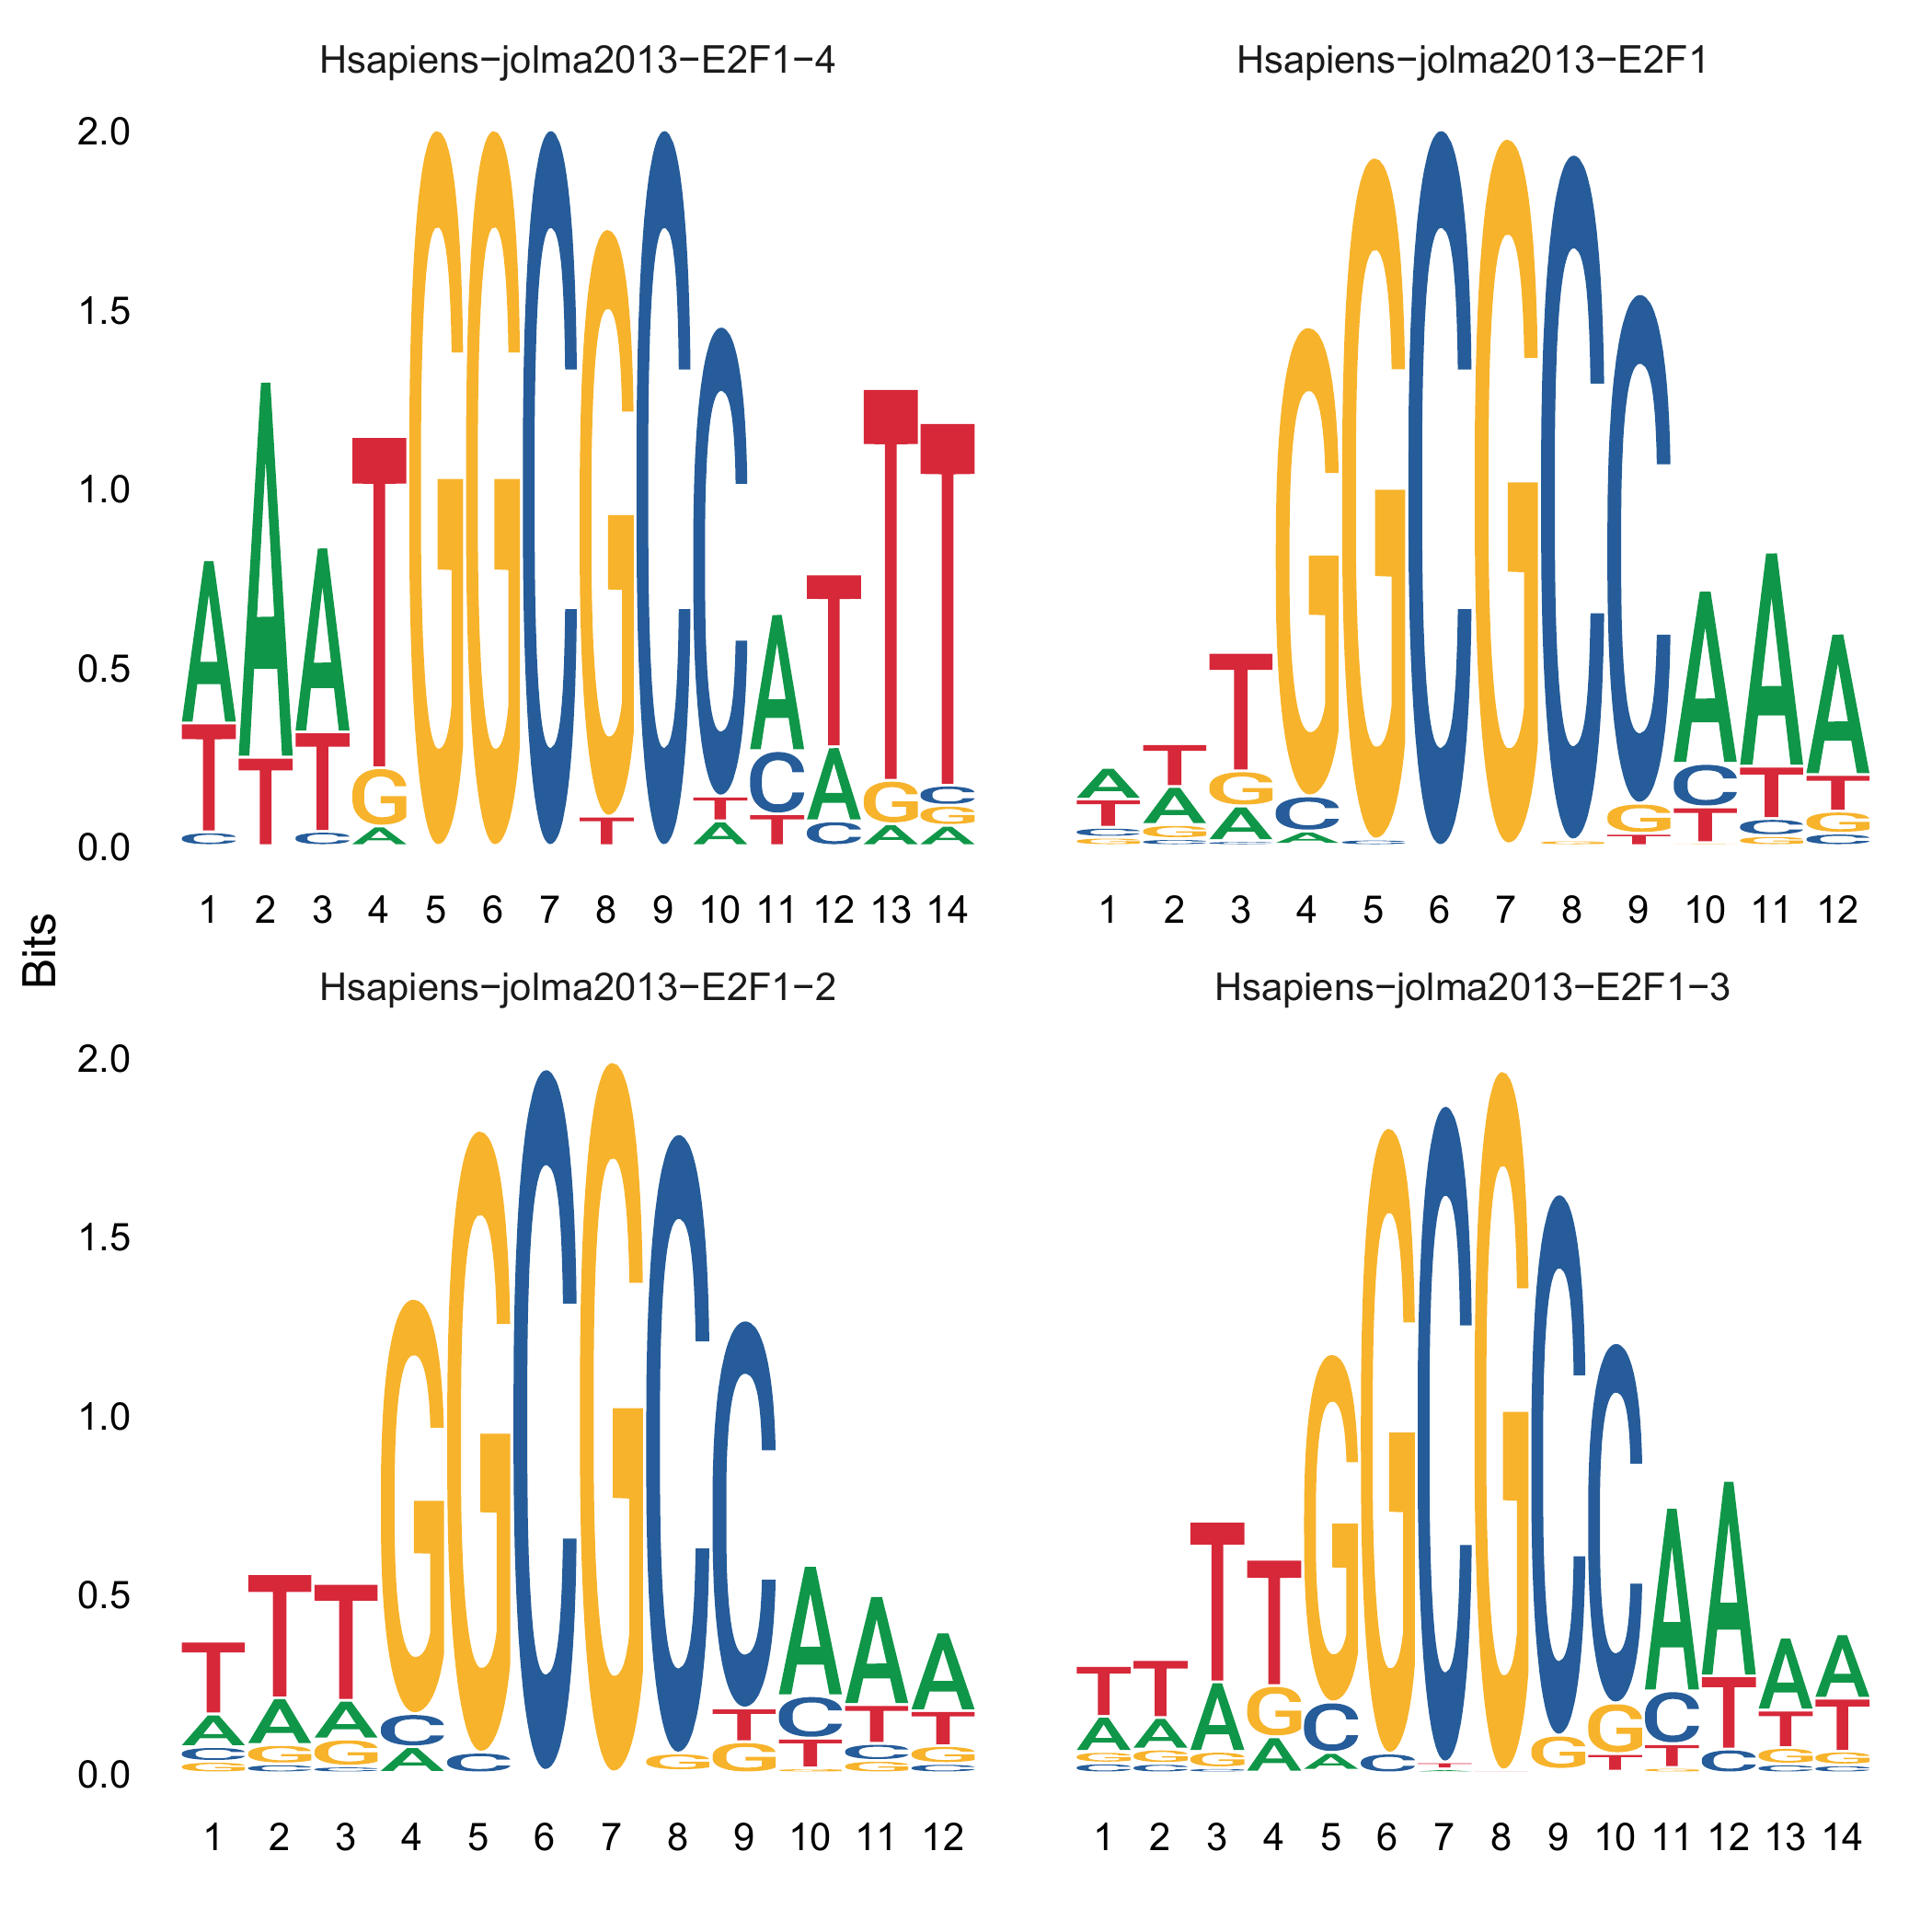 Hsapiens−jolma2013−E2F1−4
Hsapiens−jolma2013−E2F1
2.0
1.5
1.0
0.5
0.0
1 2 3 4 5 6 7 8 9 10 11 12 13 14
1 2 3 4 5 6 7 8 9 10 11 12
Bits
Hsapiens−jolma2013−E2F1−2
Hsapiens−jolma2013−E2F1−3
2.0
1.5
1.0
0.5
0.0
1 2 3 4 5 6 7 8 9 10 11 12
1 2 3 4 5 6 7 8 9 10 11 12 13 14